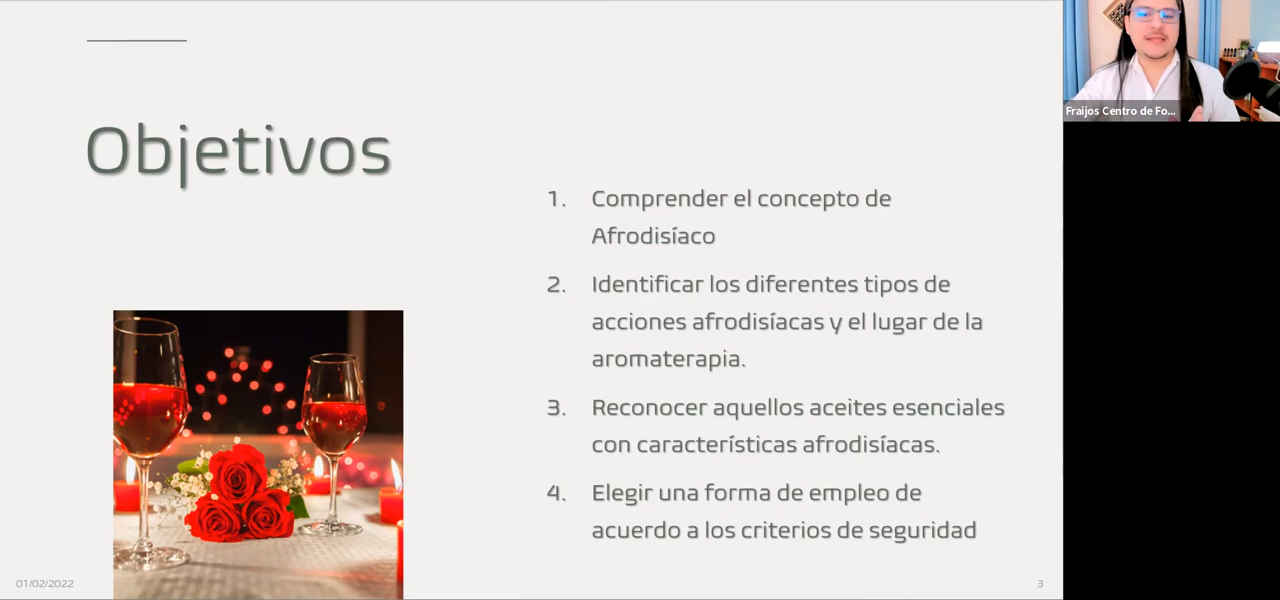 Objetivos
1. Comprender el concepto de
Afrodisíaco
2. Identificar los diferentes tipos de
acciones afrodisíacas y el lugar de la
aromaterapia.
3. Reconocer aquellos aceites esenciales
con características afrodisíacas.
4. Elegir una forma de empleo de
acuerdo a los criterios de seguridad
01/02/2022
3
Fraijos Centro de Fo...